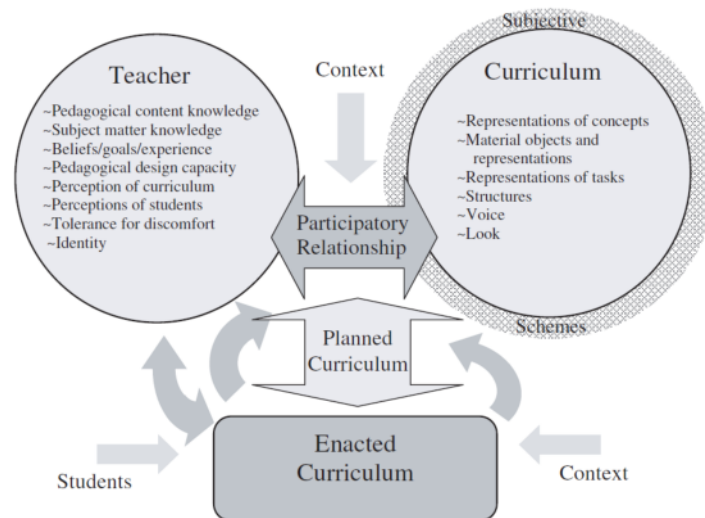 Subjective
Teacher
~Pedagogical content knowledge
~Subject matter knowledge
~Beliefs/goals/experience
~Pedagogical design capacity
~Perception of curriculum
~Perceptions of students
~Tolerance for discomfort
~Identity
Context
Curriculum
~Representations of concepts
~Material objects and
representations
~Representations of tasks
~Structures
~Voice
~Look
Participatory
Relationship
Schemes
Planned
Curriculum
Enacted
Curriculum
Students
Context